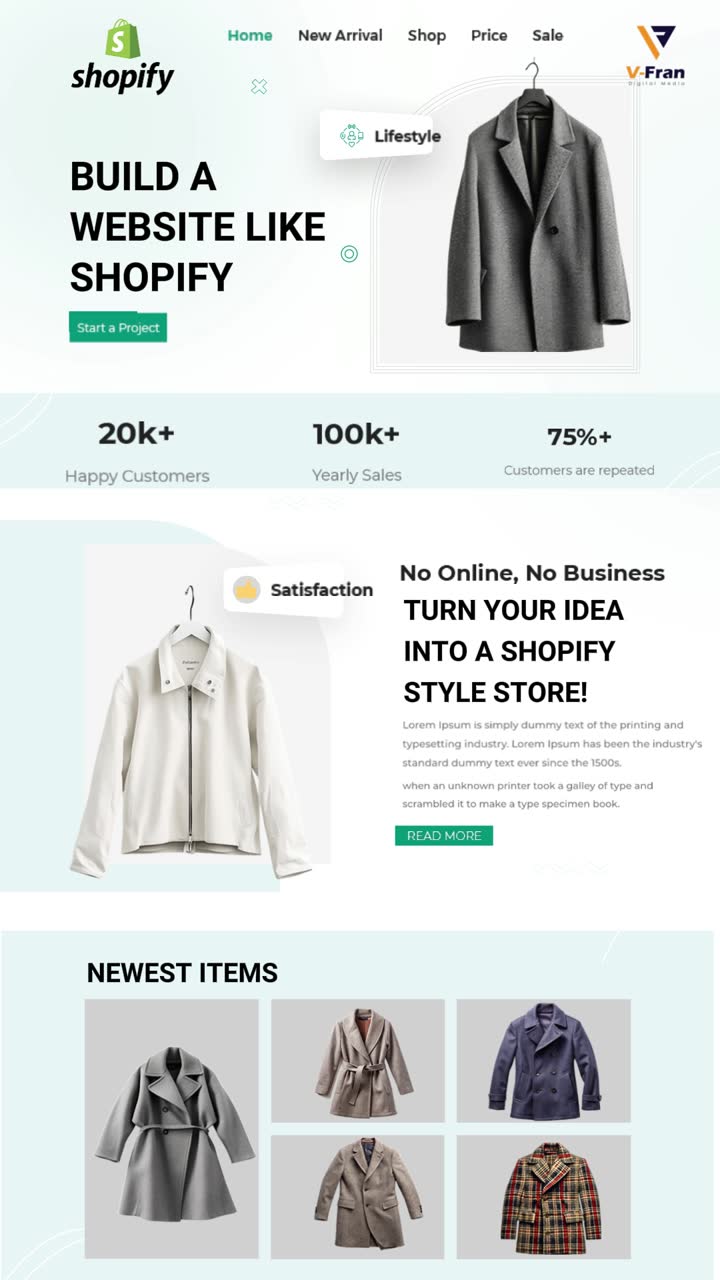 shopify
Home New Arrival Shop Price Sale
V-Fran
Digital Media
Lifestyle
BUILD A
WEBSITE LIKE
SHOPIFY
Start a Project
20k+
Happy Customers
100k+
Yearly Sales
75%+
Customers are repeated
Satisfaction
No Online, No Business
TURN YOUR IDEA
INTO A SHOPIFY
STYLE STORE!
Lorem Ipsum is simply dummy text of the printing and
typesetting industry. Lorem Ipsum has been the industry's
standard dummy text ever since the 1500s.
when an unknown printer took a galley of type and
scrambled it to make a type specimen book.
READ MORE
NEWEST ITEMS